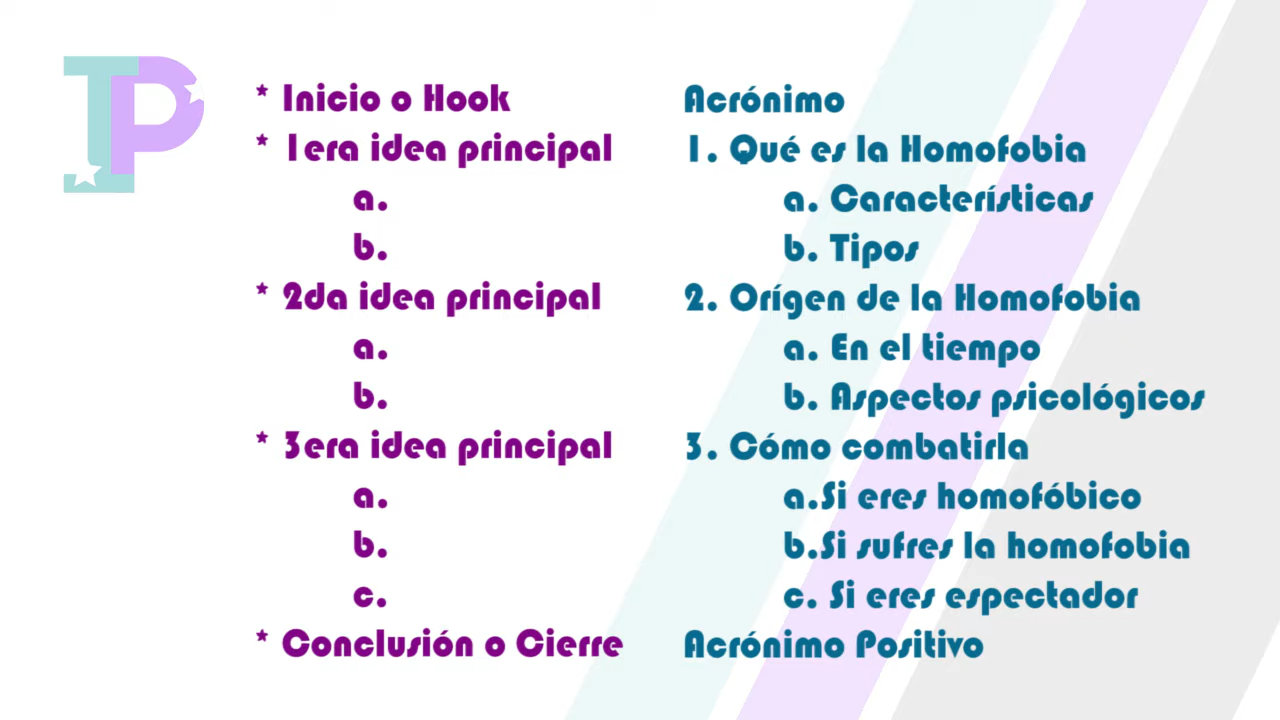 IP
* Inicio o Hook
* 1era idea principal
a.
b.
* 2da idea principal
a.
b.
* 3era idea principal
a.
b.
c.
* Conclusión o Cierre
Acrónimo
1. Qué es la Homofobia
a. Características
b. Tipos
2. Orígen de la Homofobia
a. En el tiempo
b. Aspectos psicológicos
3. Cómo combatirla
a.Si eres homofóbico
b.Si sufres la homofobia
c. Si eres espectador
Acrónimo Positivo